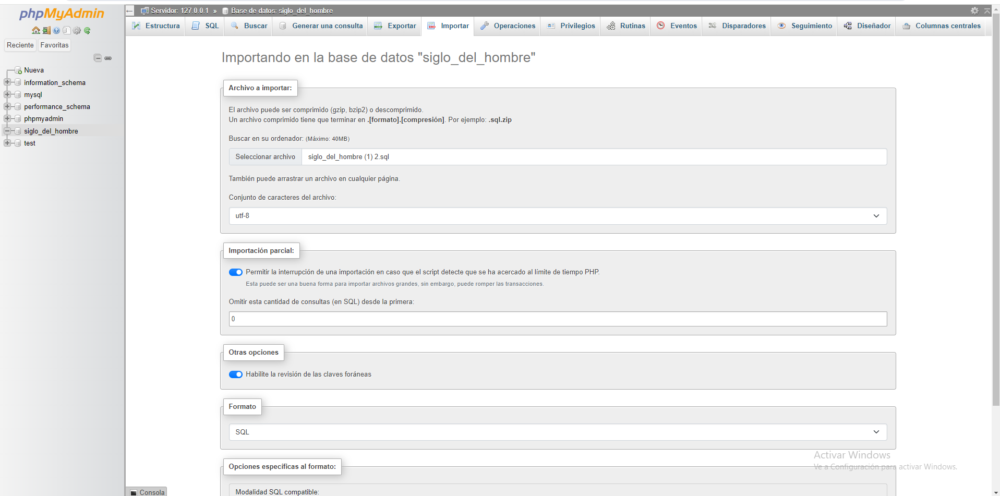 phpMyAdmin
Reciente
Favoritas
Nueva
information_schema
mysql
performance_schema
phpmyadmin
siglo_del_hombre
test
Servidor: 127.0.0.1 » Base de datos: siglo_del_hombre
Estructura SQL Buscar Generar una consulta Exportar Importar Operaciones Privilegios Rutinas Eventos Disparadores Seguimiento Diseñador Columnas centrales
Importando en la base de datos "siglo_del_hombre"
Archivo a importar:
El archivo puede ser comprimido (gzip, bzip2) o descomprimido.
Un archivo comprimido tiene que terminar en .[formato].[compresión]. Por ejemplo: .sql.zip
Buscar en su ordenador: (Máximo: 40MB)
Seleccionar archivo siglo_del_hombre (1) 2.sql
También puede arrastrar un archivo en cualquier página.
Conjunto de caracteres del archivo:
utf-8
Importación parcial:
Permitir la interrupción de una importación en caso que el script detecte que se ha acercado al límite de tiempo PHP.
Esta puede ser una buena forma para importar archivos grandes, sin embargo, puede romper las transacciones.
Omitir esta cantidad de consultas (en SQL) desde la primera:
0
Otras opciones
Habilite la revisión de las claves foráneas
Formato
SQL
Opciones específicas al formato:
Modalidad SQL compatible:
Activar Windows
Ve a Configuración para activar Windows.
Consola